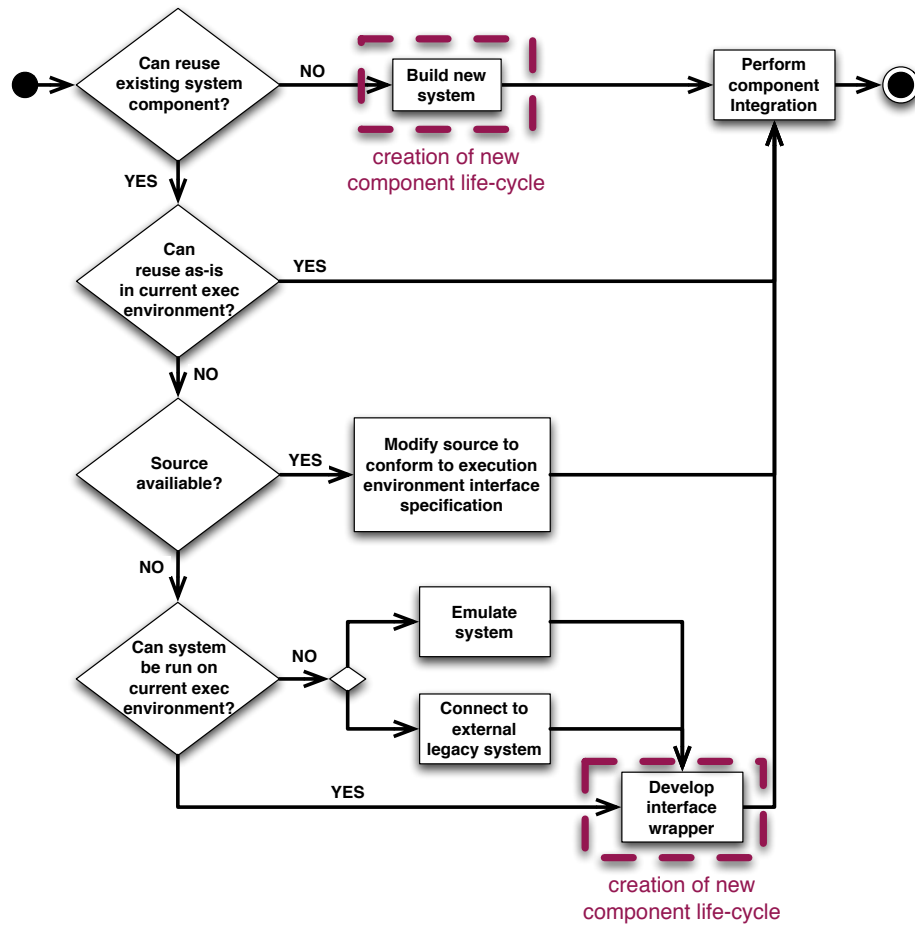 Can reuse
existing system
component?
NO
Build new
system
Perform
component
Integration
creation of new
component life-cycle
YES
Can
reuse as-is
in current exec
environment?
YES
NO
Source
availiable?
YES
Modify source to
conform to execution
environment interface
specification
NO
Can system
be run on
current exec
environment?
NO
Emulate
system
Connect to
external
legacy system
YES
Develop
interface
wrapper
creation of new
component life-cycle